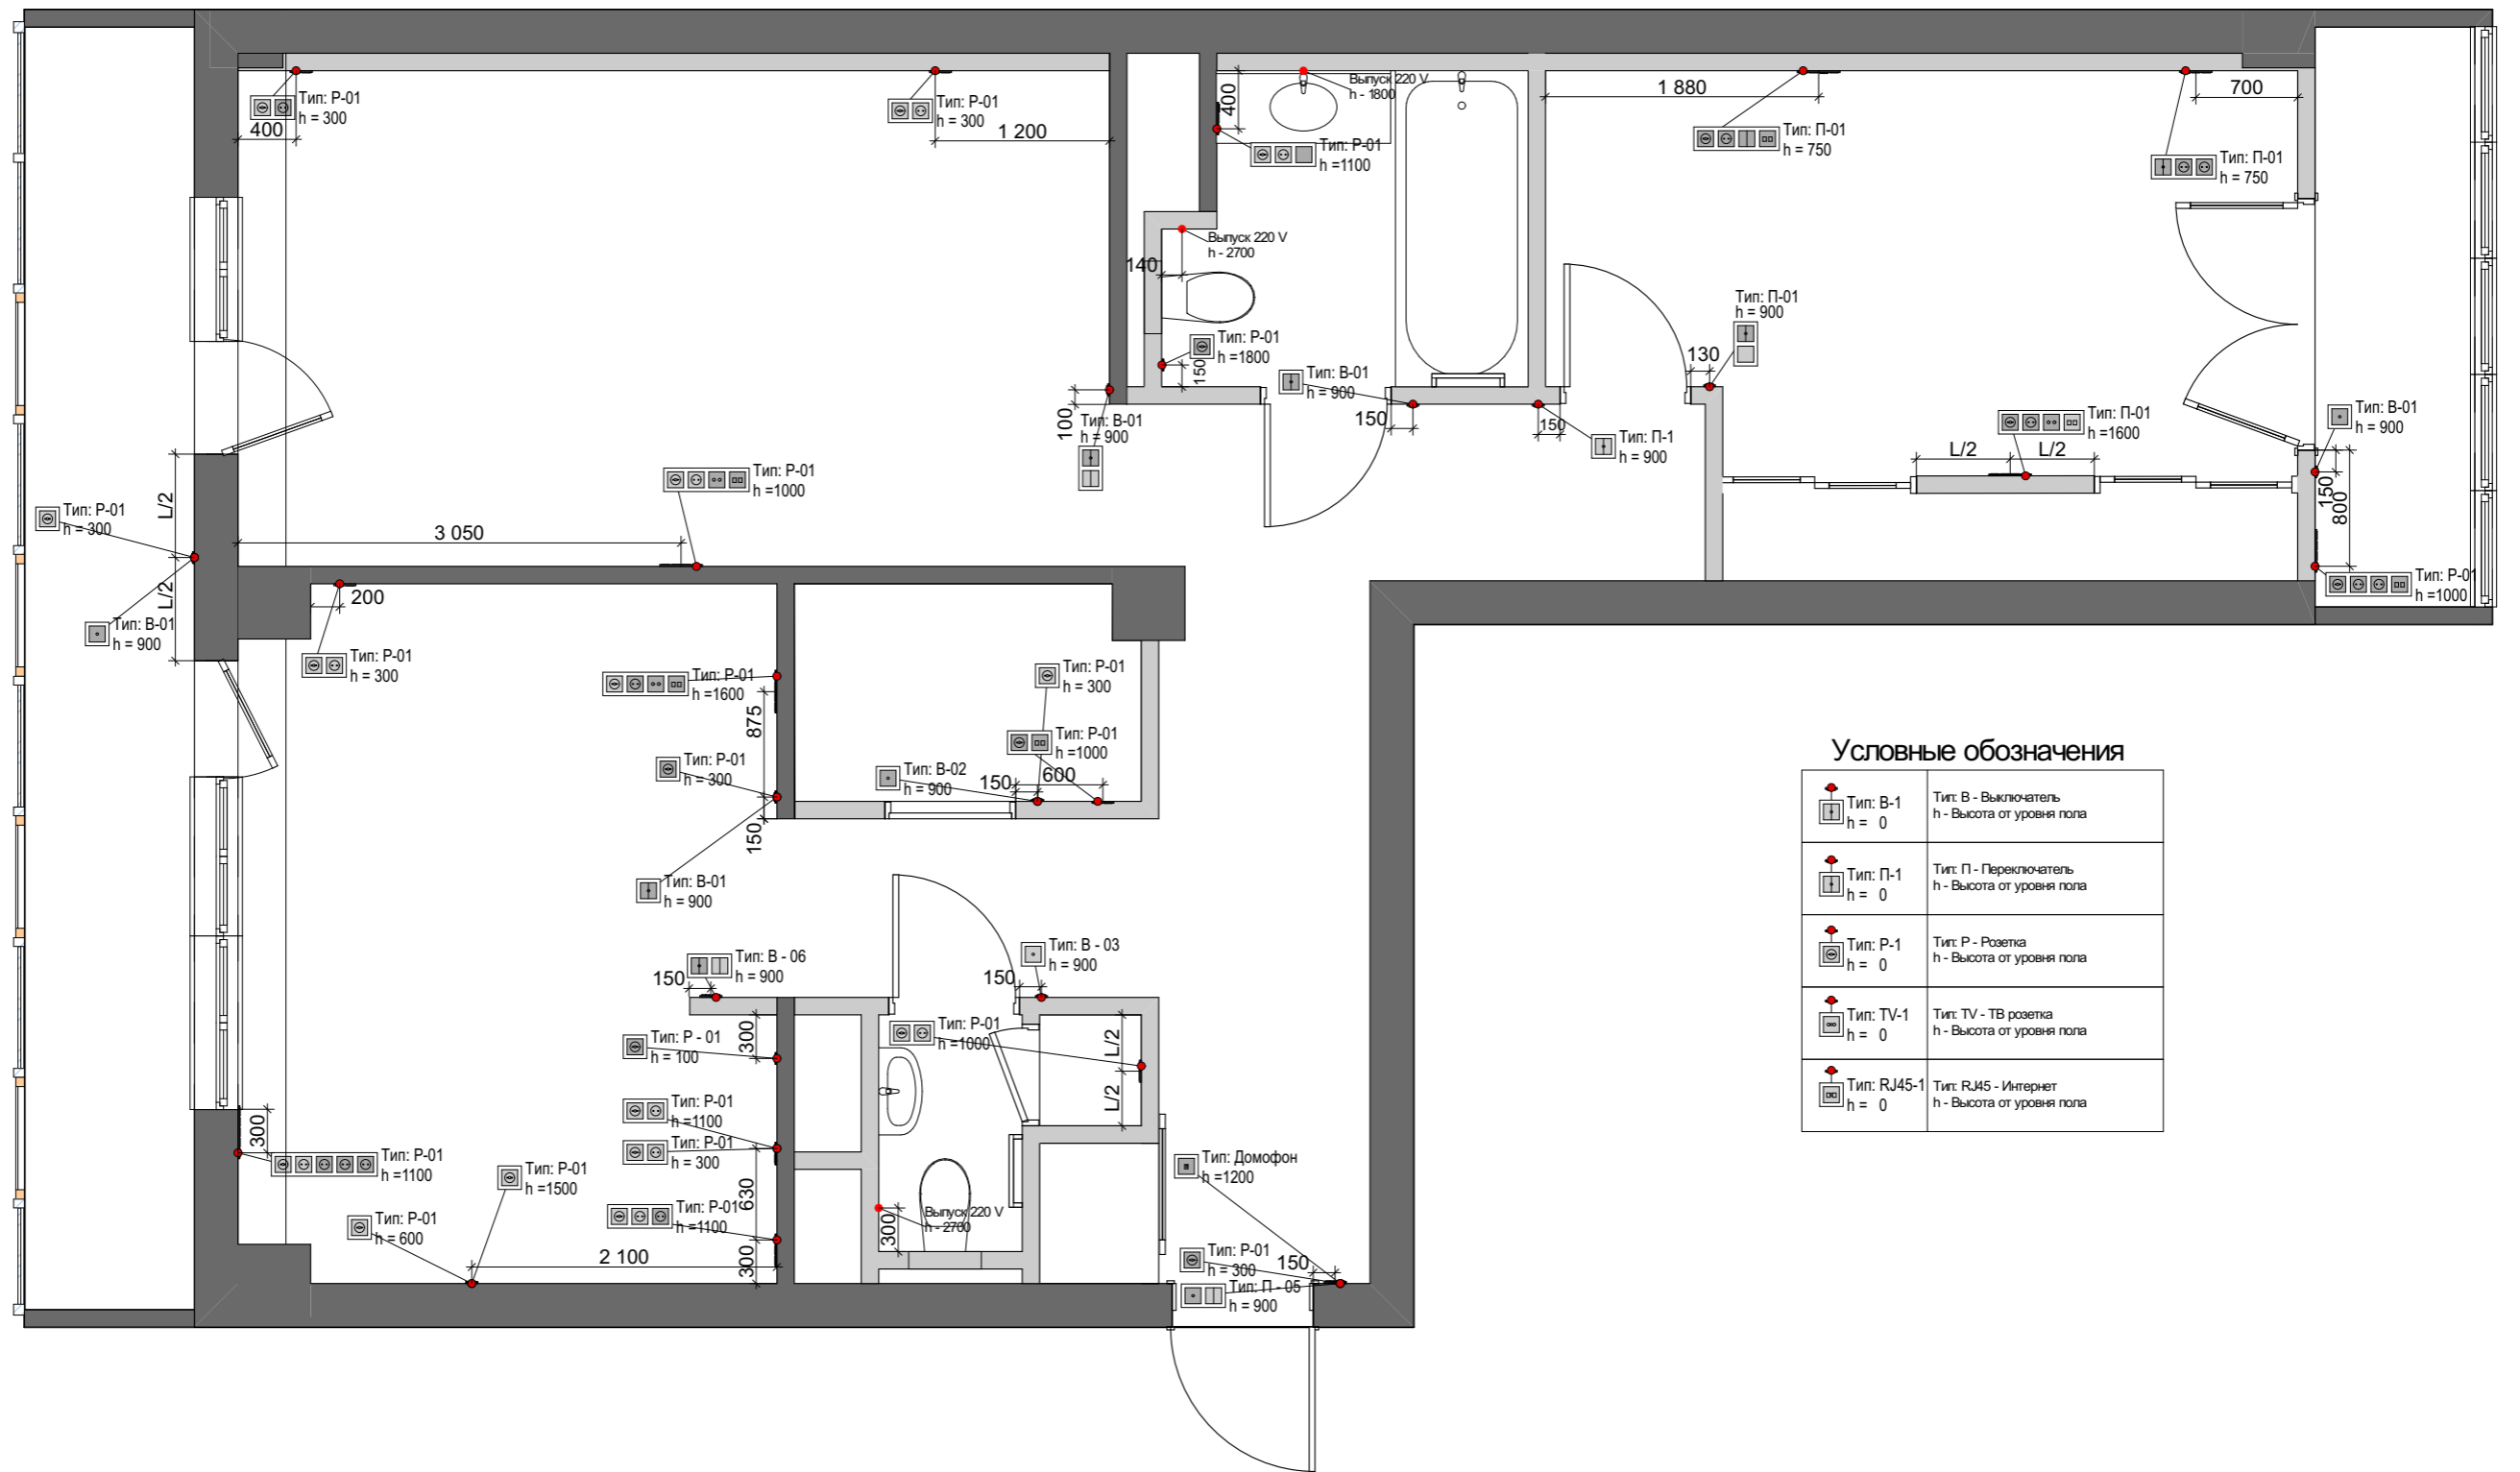 Тип: Р-01
h = 300
400
Тип: Р-01
h = 300
1 200
400
Выпуск 220 V
h - 1800
Тип: Р-01
h =1100
1 880
Тип: П-01
h = 750
700
Тип: П-01
h = 750
Выпуск 220 V
h - 2700
140
Тип: Р-01
h =1800
150
Тип: П-01
h = 900
130
Тип: В-01
h = 900
150
150
Тип: П-1
h = 900
100
Тип: В-01
h = 900
Тип: П-01
h =1600
L/2
L/2
Тип: В-01
h = 900
150
800
Тип: Р-01
h =1000
Тип: Р-01
h =1000
3 050
L/2
L/2
Тип: Р-01
h = 300
Тип: В-01
h = 900
200
Тип: Р-01
h = 300
Тип: Р-01
h =1600
875
Тип: Р-01
h = 300
150
Тип: В-01
h = 900
Тип: Р-01
h = 300
Тип: Р-01
h =1000
Тип: В-02
h = 900
150
600
Тип: В - 06
h = 900
150
Тип: В - 03
h = 900
150
Тип: Р - 01
h = 100
300
Тип: Р-01
h =1000
L/2
L/2
Тип: Р-01
h =1100
Тип: Р-01
h = 300
630
Тип: Р-01
h =1100
300
300
Тип: Р-01
h =1100
Тип: Р-01
h =1500
Тип: Р-01
h = 600
2 100
Выпуск 220 V
h - 2700
300
Тип: Домофон
h =1200
Тип: Р-01
h = 300
150
Тип: П - 05
h = 900
Условные обозначения
Тип: В-1
h = 0
Тип: В - Выключатель
h - Высота от уровня пола
Тип: П-1
h = 0
Тип: П - Переключатель
h - Высота от уровня пола
Тип: Р-1
h = 0
Тип: Р - Розетка
h - Высота от уровня пола
Тип: TV-1
h = 0
Тип: TV - ТВ розетка
h - Высота от уровня пола
Тип: RJ45-1
h = 0
Тип: RJ45 - Интернет
h - Высота от уровня пола